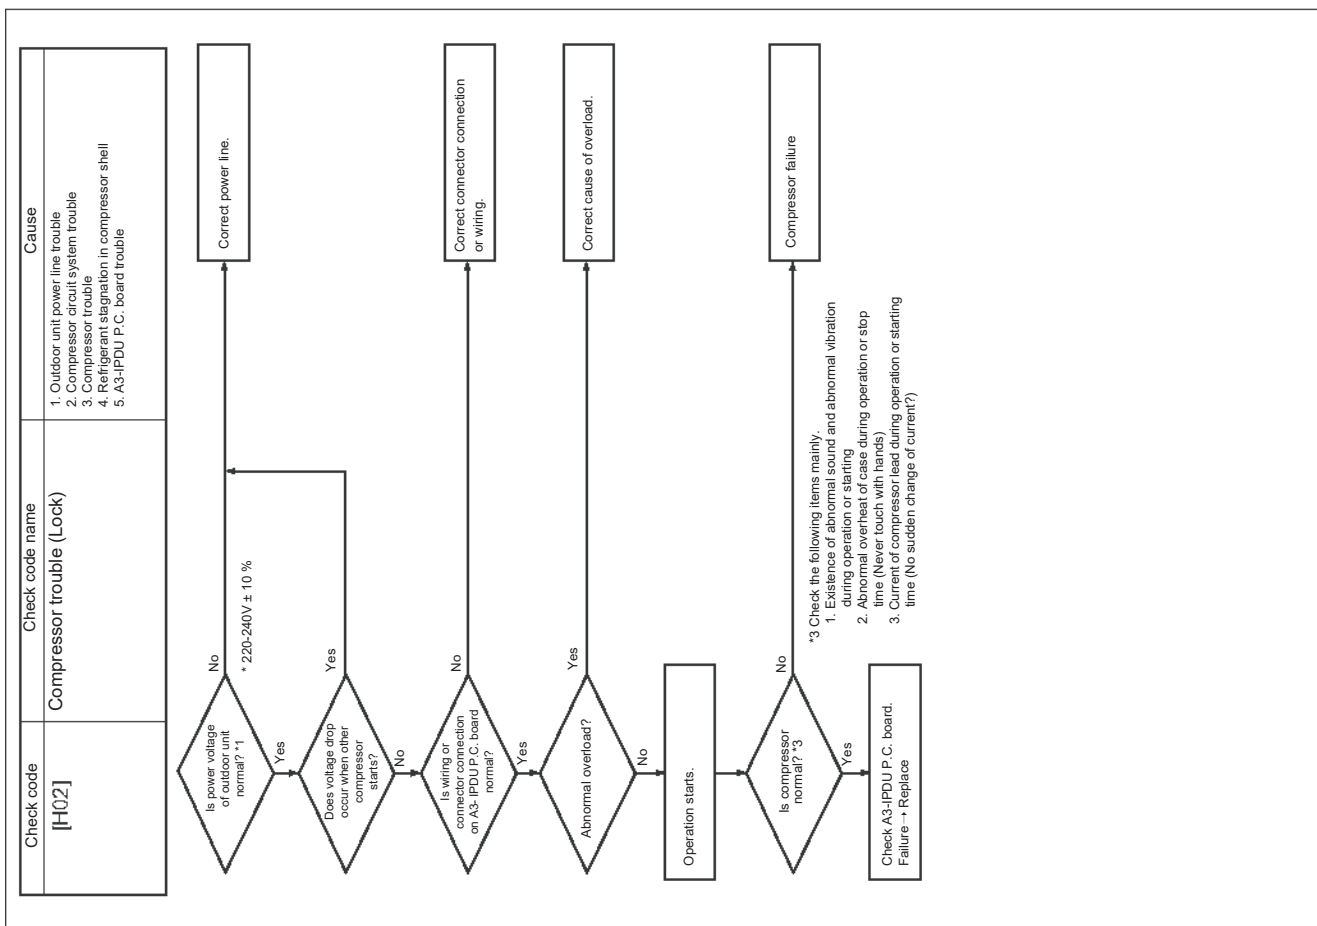 Check code
Check code name
Cause
[H02]
Compressor trouble (Lock)
1. Outdoor unit power line trouble
2. Compressor circuit system trouble
3. Compressor trouble
4. Refrigerant stagnation in compressor shell
5. A3-IPDU P.C. board trouble
Is power voltage
of outdoor unit
normal? *1
No
Correct power line.
* 220-240V ± 10 %
Yes
Does voltage drop
occur when other
compressor
starts?
Yes
No
Is wiring or
connector connection
on A3- IPDU P.C. board
normal?
No
Correct connector connection
or wiring.
Yes
Abnormal overload?
Yes
Correct cause of overload.
No
Operation starts.
Is compressor
normal? *3
No
Compressor failure
*3 Check the following items mainly.
1. Existence of abnormal sound and abnormal vibration
during operation or starting
2. Abnormal overheat of case during operation or stop
time (Never touch with hands)
3. Current of compressor lead during operation or starting
time (No sudden change of current?)
Yes
Check A3-IPDU P.C. board.
Failure → Replace